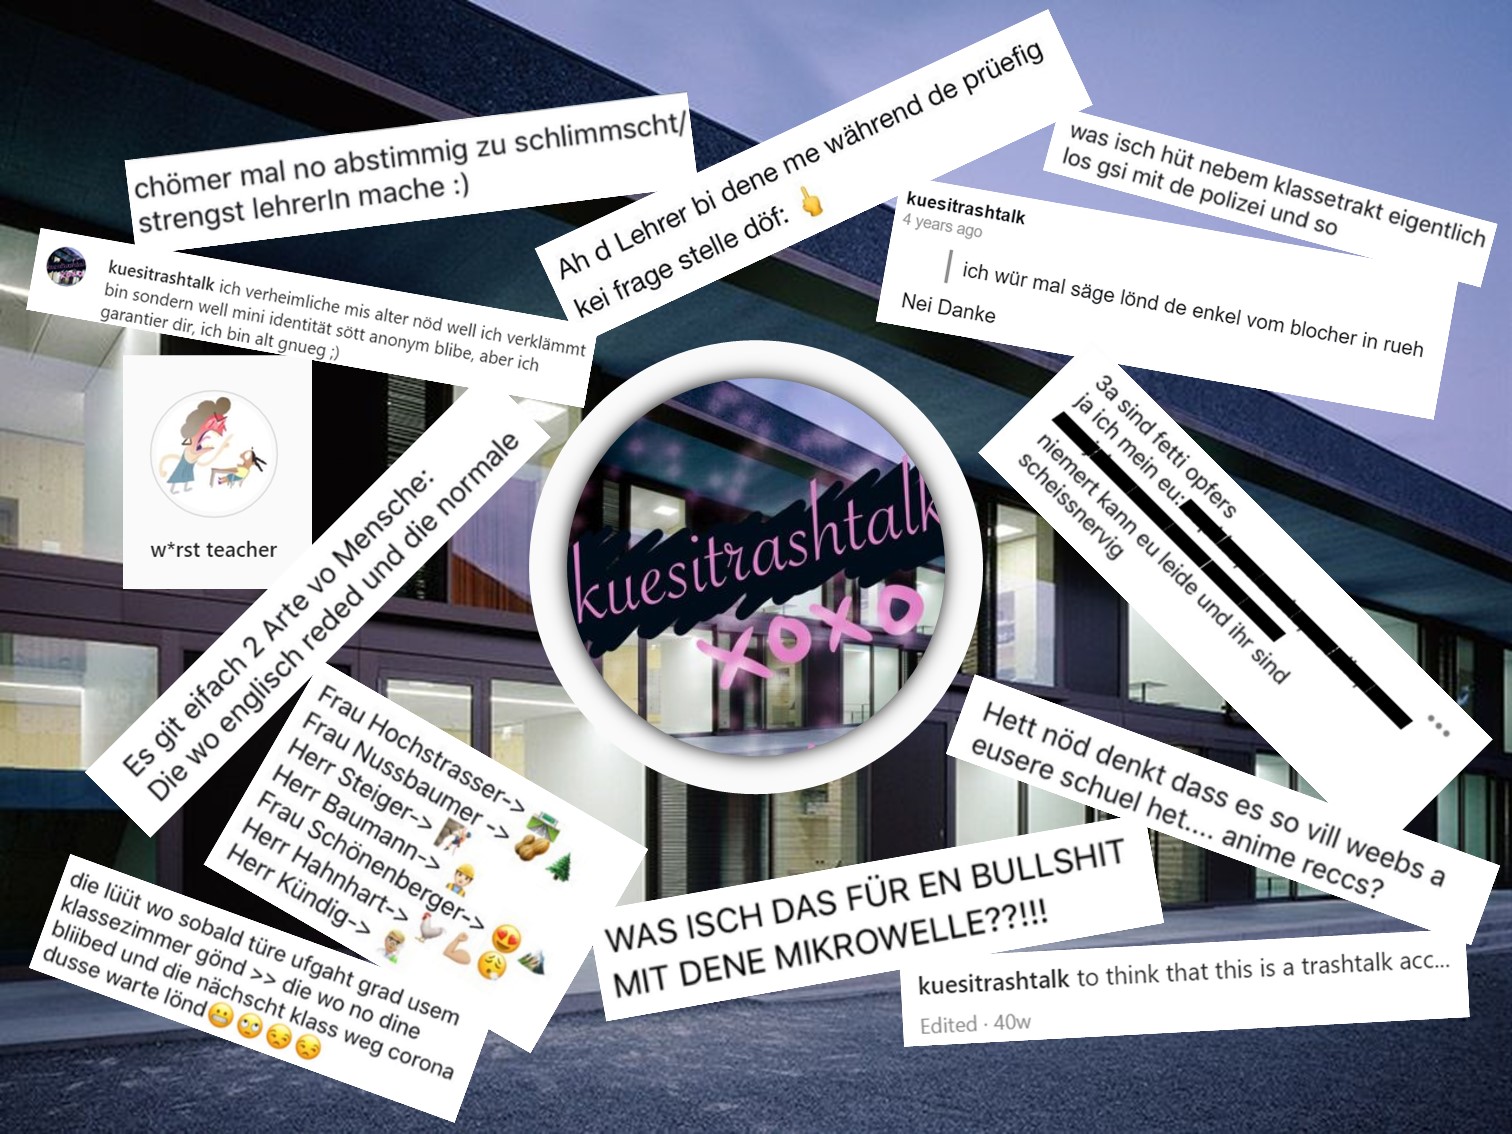 chömer mal no abstimmig zu schlimmscht/
strengst lehrerIn mache :)
Ah d Lehrer bi dene me während de prüefig
kei frage stelle döf: 🖕
was isch hüt nebem klassetrakt eigentlich
los gsi mit de polizei und so
kuesitrashtalk
4 years ago
ich wür mal säge lönd de enkel vom blocher in rueh
Nei Danke
kuesitrashtalk ich verheimliche mis alter nöd well ich verklämmt
bin sondern well mini identität sött anonym blibe, aber ich
garantier dir, ich bin alt gnueg ;)
w*rst teacher
Es git eifach 2 Arte vo Mensche:
Die wo englisch reded und die normale
kuesitrashtalk
xoxo
3a sind fetti opfers
ja ich mein eu:
niemert kann eu leide und ihr sind
scheissnervig
Frau Hochstrasser-> 🛣️
Frau Nussbaumer -> 🥜🌲
Herr Steiger-> 🧗
Herr Baumann-> 👷
Frau Schönenberger-> 😍🏔️
Herr Hahnhart-> 🐓💪😩
Herr Kündig-> 👨‍🏫
Hett nöd denkt dass es so vill weebs a
eusere schuel het.... anime reccs?
WAS ISCH DAS FÜR EN BULLSHIT
MIT DENE MIKROWELLE??!!!
die lüüt wo sobald türe ufgaht grad usem
klassezimmer gönd >> die wo no dine
bliibed und die nächscht klass weg corona
dusse warte lönd😬🙄😒😒
kuesitrashtalk to think that this is a trashtalk acc...
Edited · 40w